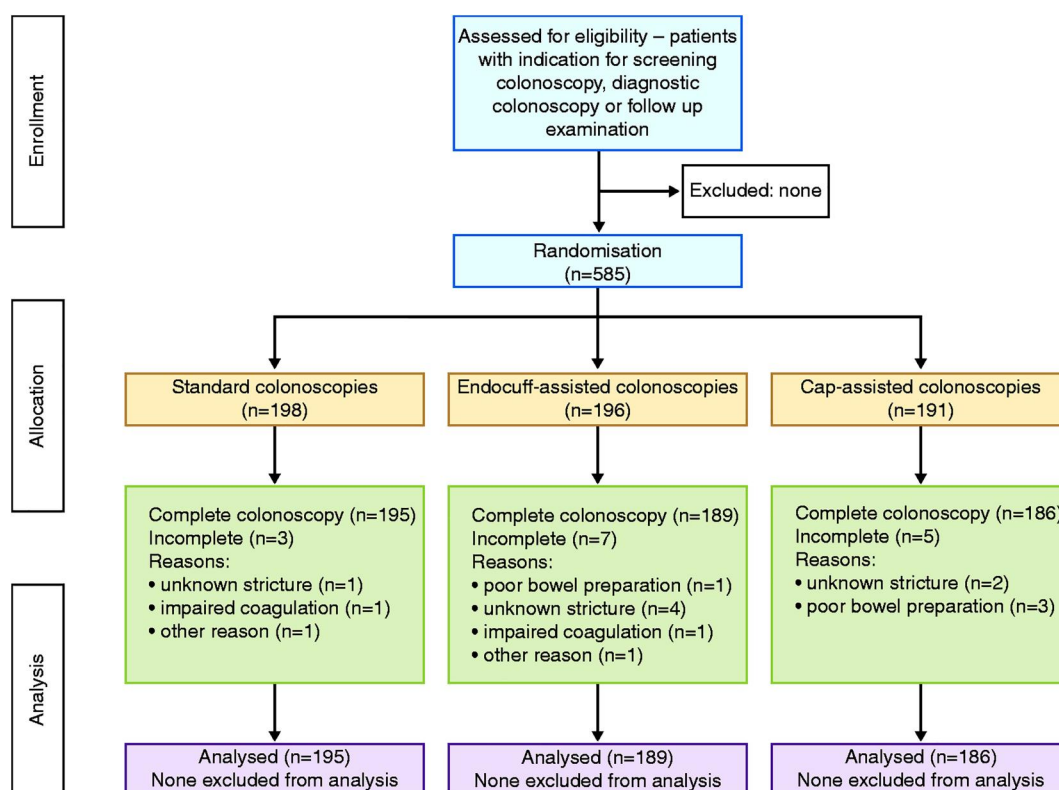 Enrollment
Assessed for eligibility – patients
with indication for screening
colonoscopy, diagnostic
colonoscopy or follow up
examination
Excluded: none
Randomisation
(n=585)
Allocation
Standard colonoscopies
(n=198)
Endocuff-assisted colonoscopies
(n=196)
Cap-assisted colonoscopies
(n=191)
Complete colonoscopy (n=195)
Incomplete (n=3)
Reasons:
• unknown stricture (n=1)
• impaired coagulation (n=1)
• other reason (n=1)
Complete colonoscopy (n=189)
Incomplete (n=7)
Reasons:
• poor bowel preparation (n=1)
• unknown stricture (n=4)
• impaired coagulation (n=1)
• other reason (n=1)
Complete colonoscopy (n=186)
Incomplete (n=5)
Reasons:
• unknown stricture (n=2)
• poor bowel preparation (n=3)
Analysis
Analysed (n=195)
None excluded from analysis
Analysed (n=189)
None excluded from analysis
Analysed (n=186)
None excluded from analysis